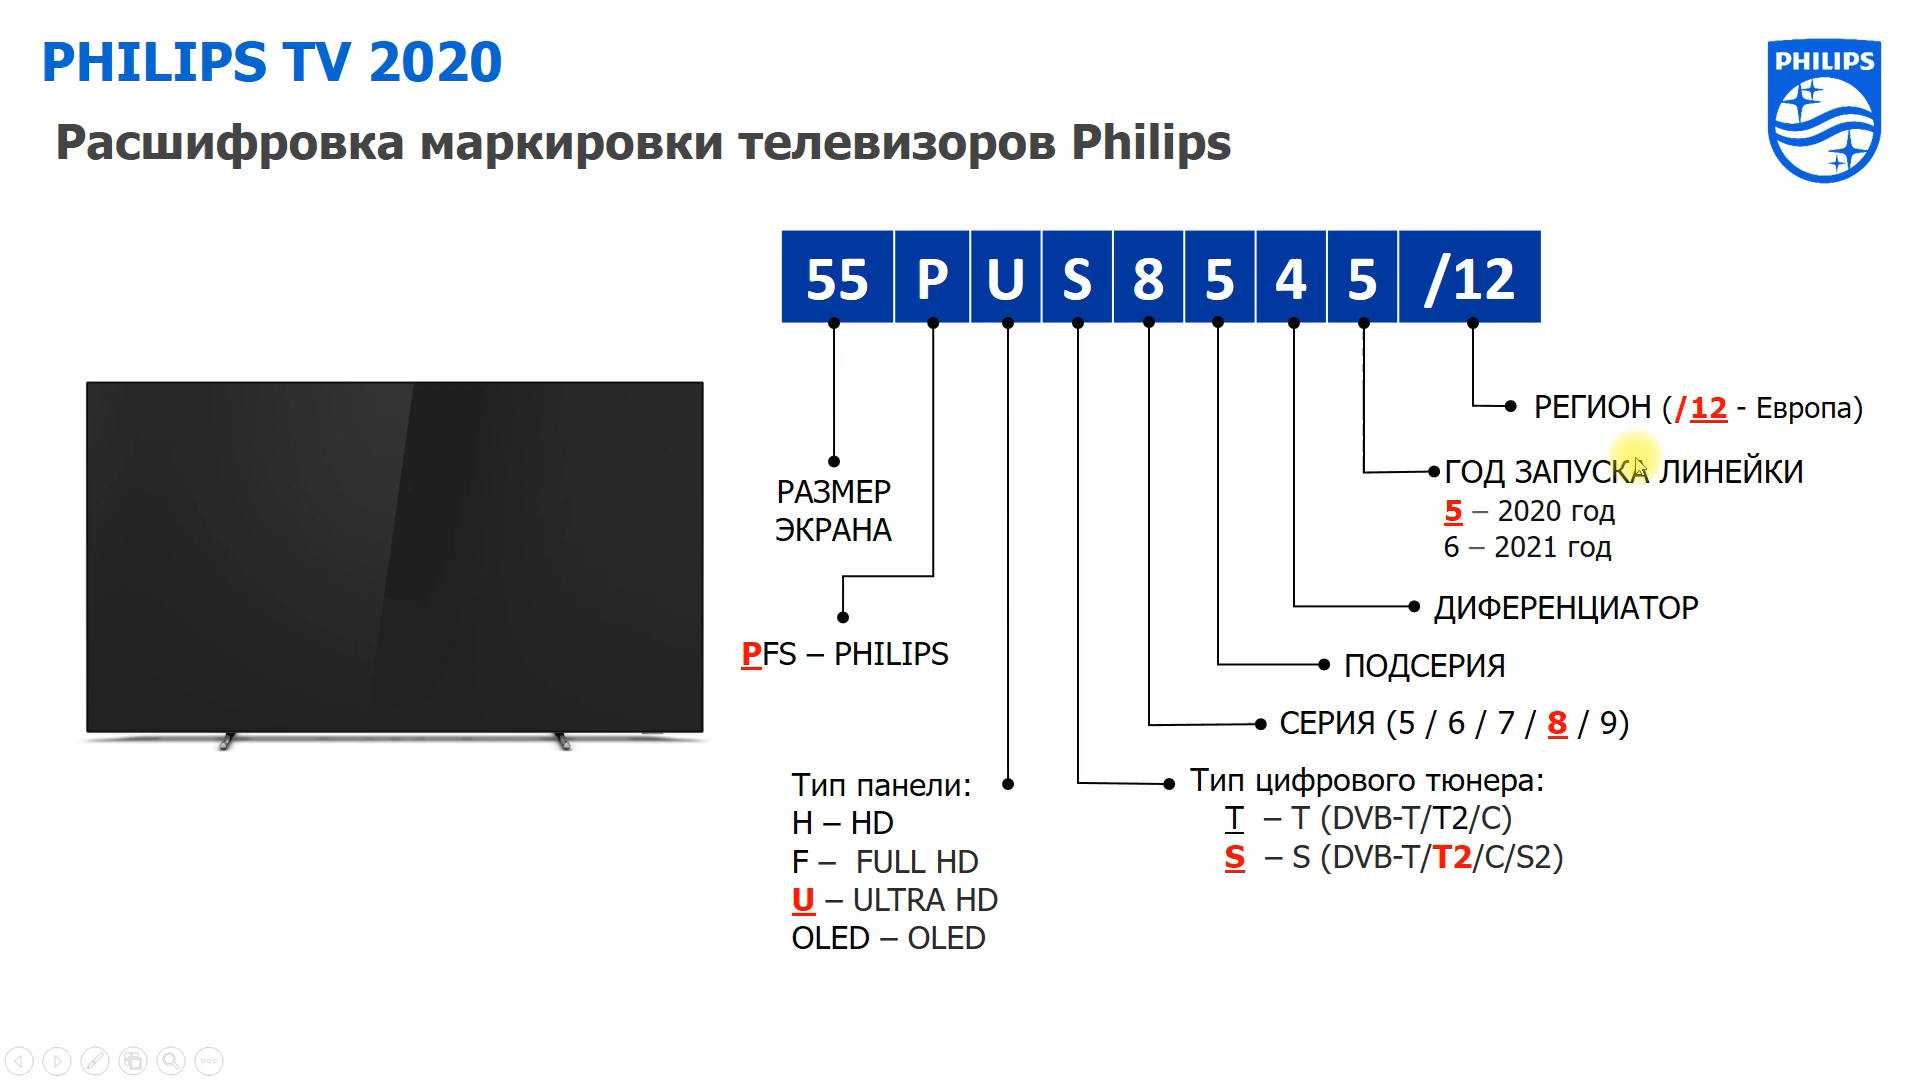 PHILIPS TV 2020
PHILIPS
Расшифровка маркировки телевизоров Philips
55 P U S 8 5 4 5 /12
РЕГИОН (/12 - Европа)
ГОД ЗАПУСКА ЛИНЕЙКИ
5 – 2020 год
6 – 2021 год
РАЗМЕР
ЭКРАНА
ДИФЕРЕНЦИАТОР
PFS – PHILIPS
ПОДСЕРИЯ
СЕРИЯ (5 / 6 / 7 / 8 / 9)
Тип панели:
H – HD
F – FULL HD
U – ULTRA HD
OLED – OLED
Тип цифрового тюнера:
T – T (DVB-T/T2/C)
S – S (DVB-T/T2/C/S2)